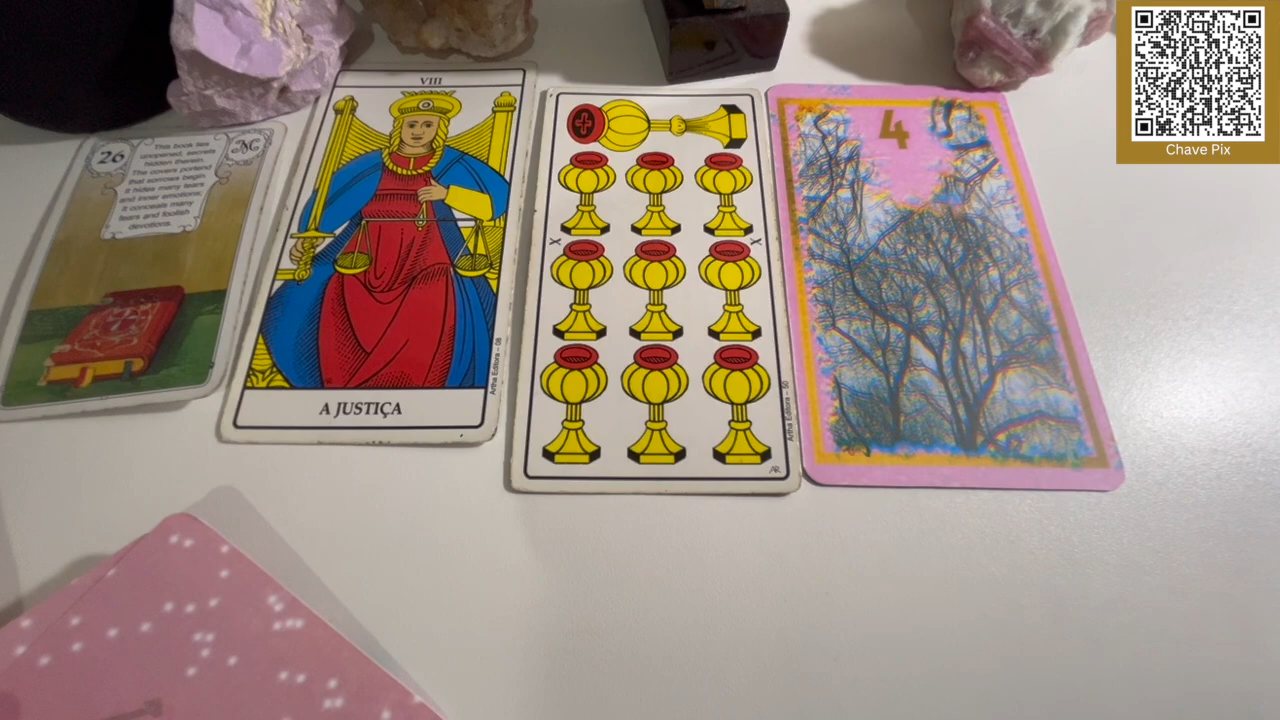 26
This book lies
unopened, secrets
hidden therein.
The covers portend
that sorrows begin.
It hides many tears
and inner emotions;
it conceals many
fears and foolish
devotions.
VIII
A JUSTIÇA
Artha Editora – 08
X
X
Artha Editora – 50
AR
4
Chave Pix